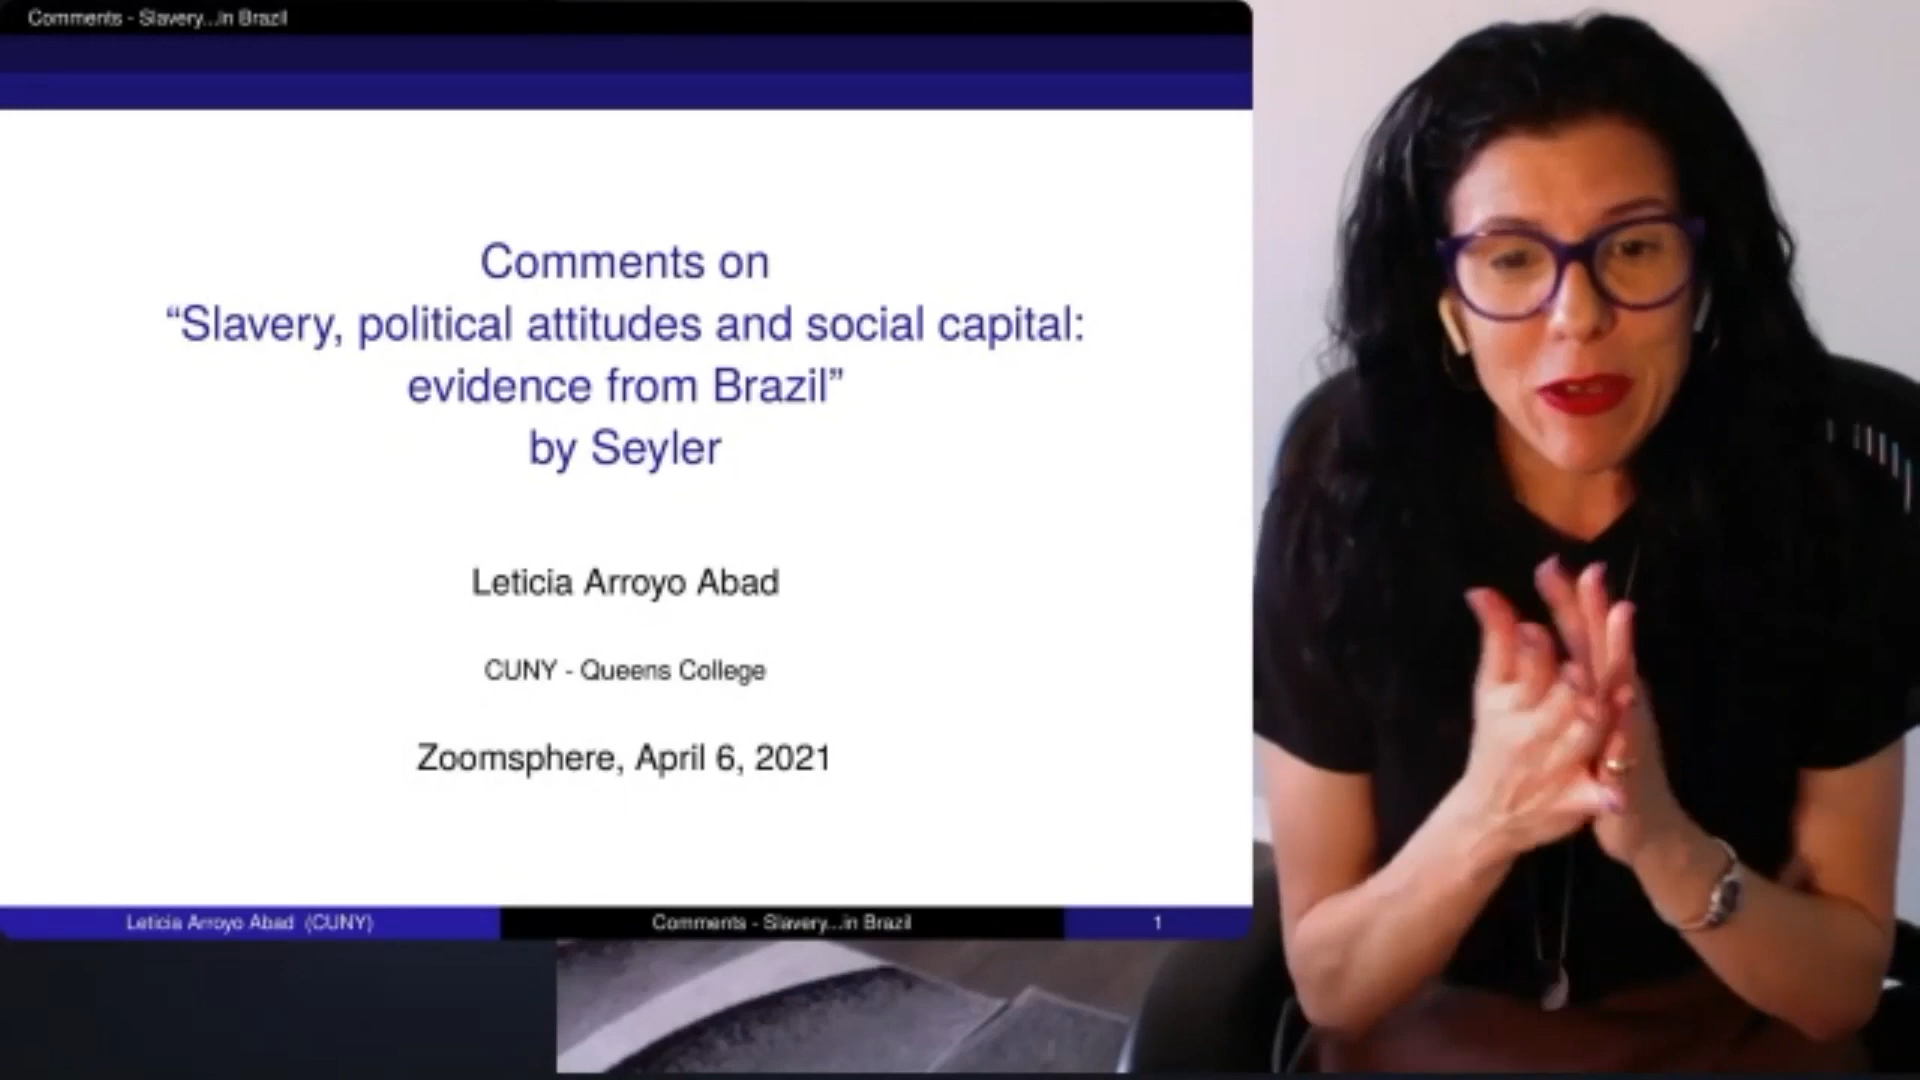 Comments - Slavery...in Brazil
Comments on
“Slavery, political attitudes and social capital:
evidence from Brazil”
by Seyler
Leticia Arroyo Abad
CUNY - Queens College
Zoomsphere, April 6, 2021
Leticia Arroyo Abad (CUNY)
Comments - Slavery...in Brazil
1